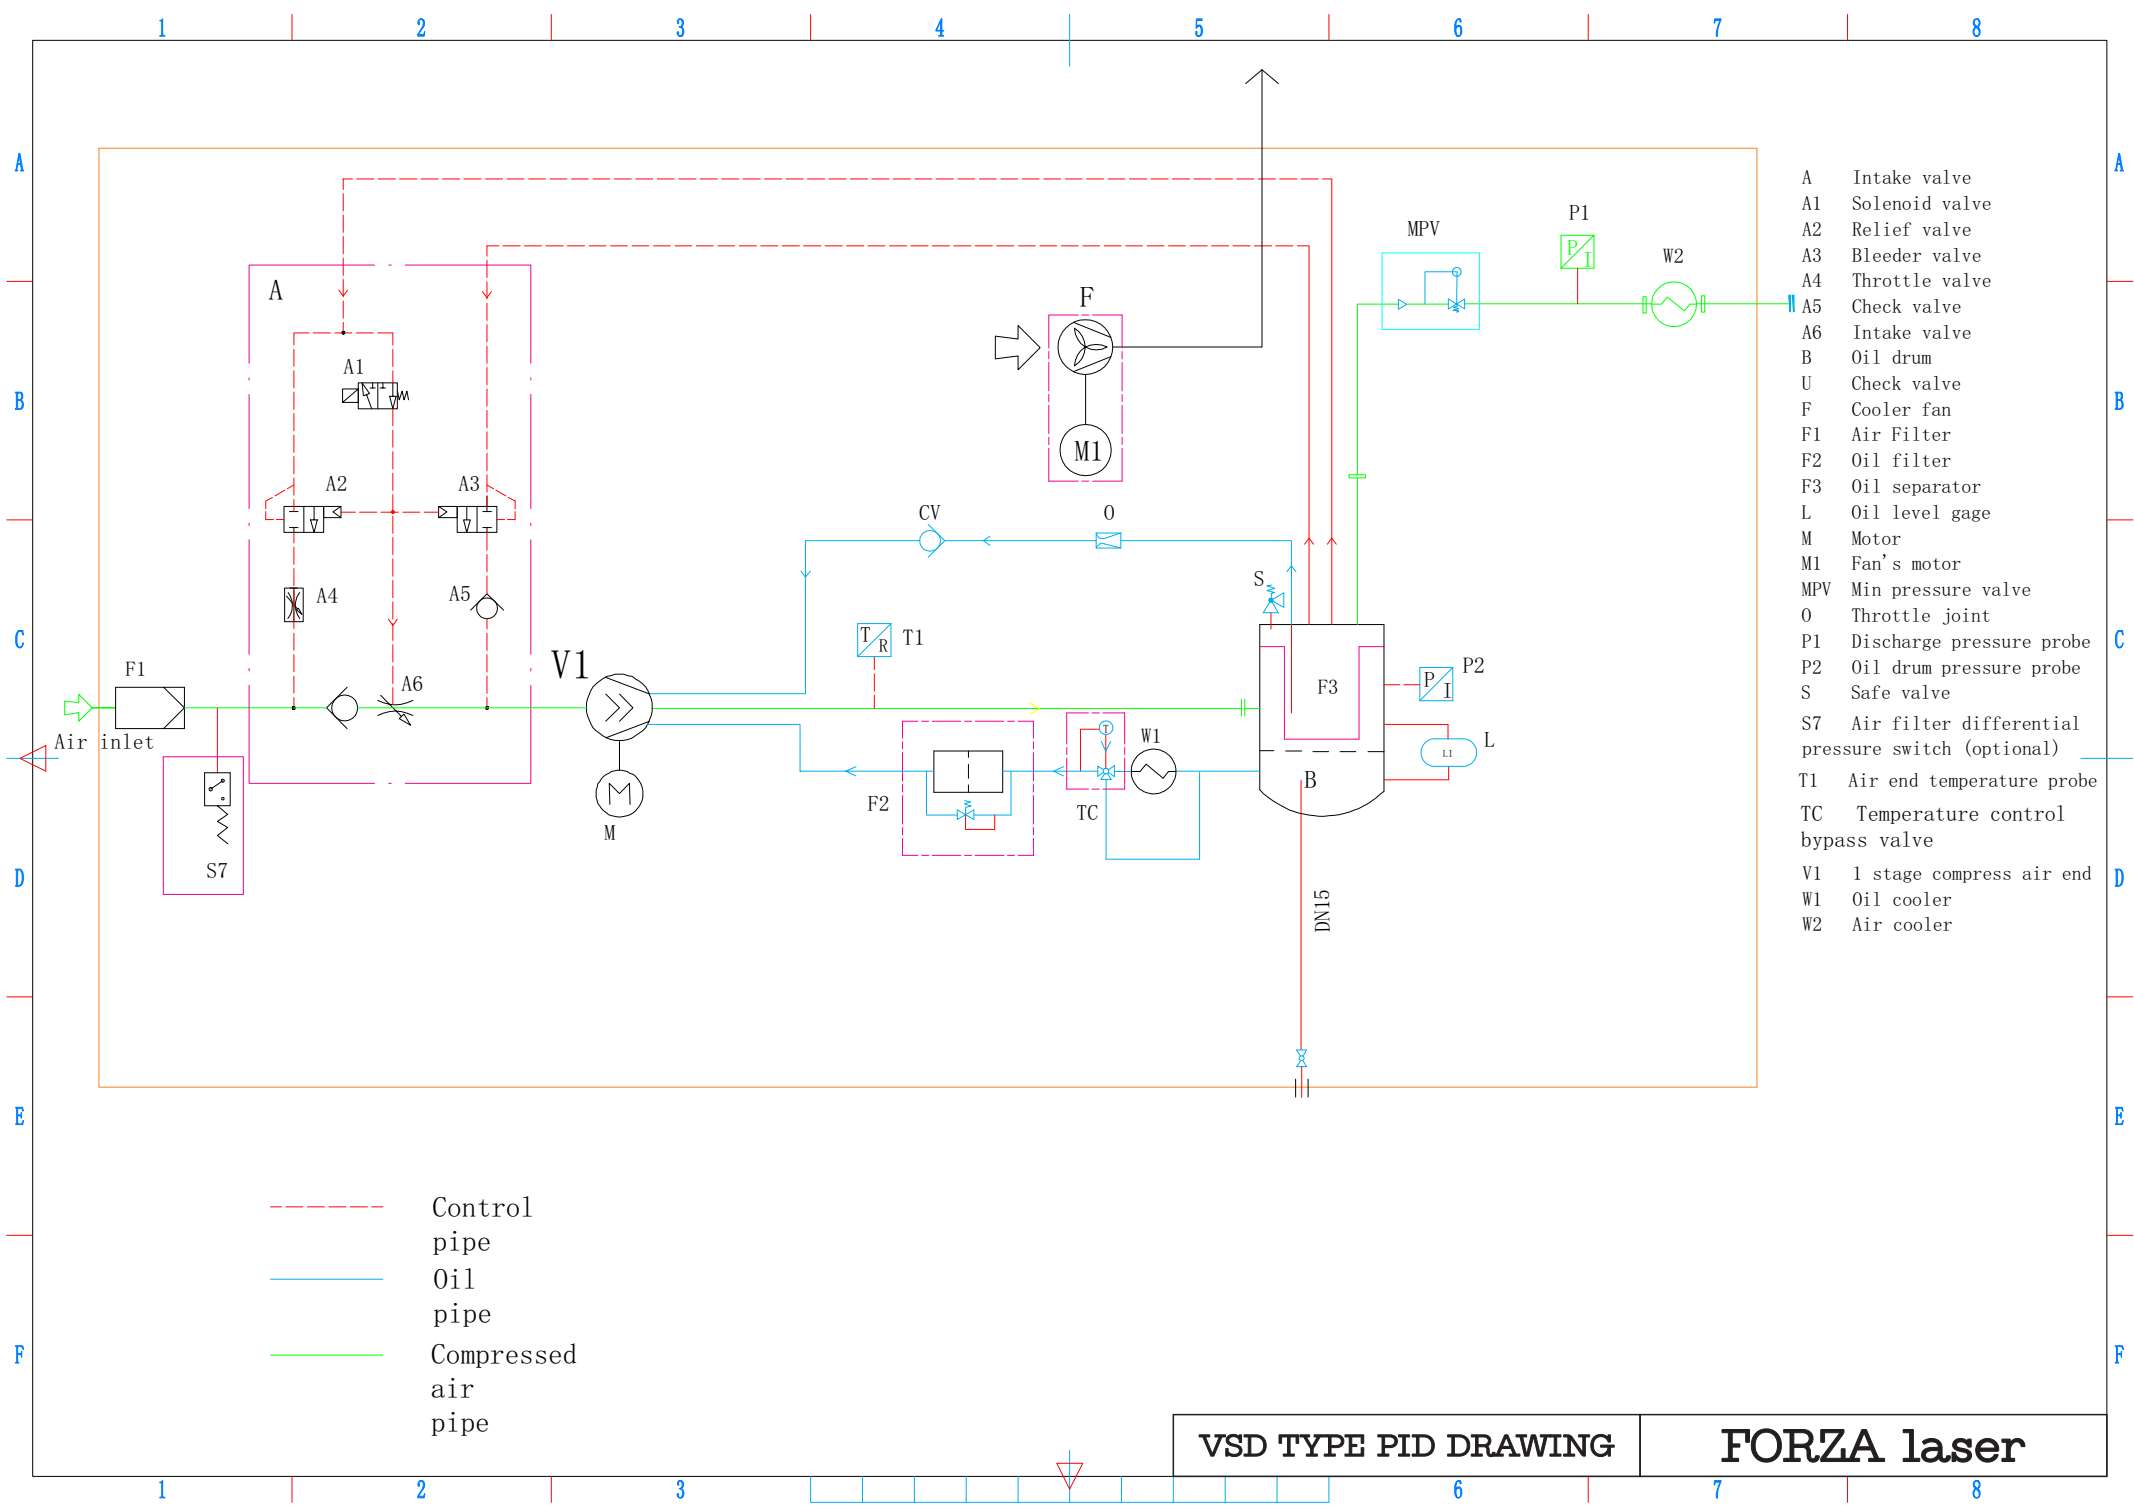 1 2 3 4 5 6 7 8
A A
B B
C C
D D
E E
F F
A
A1
A2
A3
A4
A5
A6
F1
Air inlet
S7
V1
M
M
F
M1
CV
O
T
R
T1
F2
T
TC
W1
S
F3
B
P
I
P2
LI
L
DN15
MPV
P1
P
I
W2
A Intake valve
A1 Solenoid valve
A2 Relief valve
A3 Bleeder valve
A4 Throttle valve
A5 Check valve
A6 Intake valve
B Oil drum
U Check valve
F Cooler fan
F1 Air Filter
F2 Oil filter
F3 Oil separator
L Oil level gage
M Motor
M1 Fan's motor
MPV Min pressure valve
O Throttle joint
P1 Discharge pressure probe
P2 Oil drum pressure probe
S Safe valve
S7 Air filter differential
pressure switch (optional)
T1 Air end temperature probe
TC Temperature control
bypass valve
V1 1 stage compress air end
W1 Oil cooler
W2 Air cooler
Control
pipe
Oil
pipe
Compressed
air
pipe
VSD TYPE PID DRAWING
FORZA laser
1 2 3 6 7 8